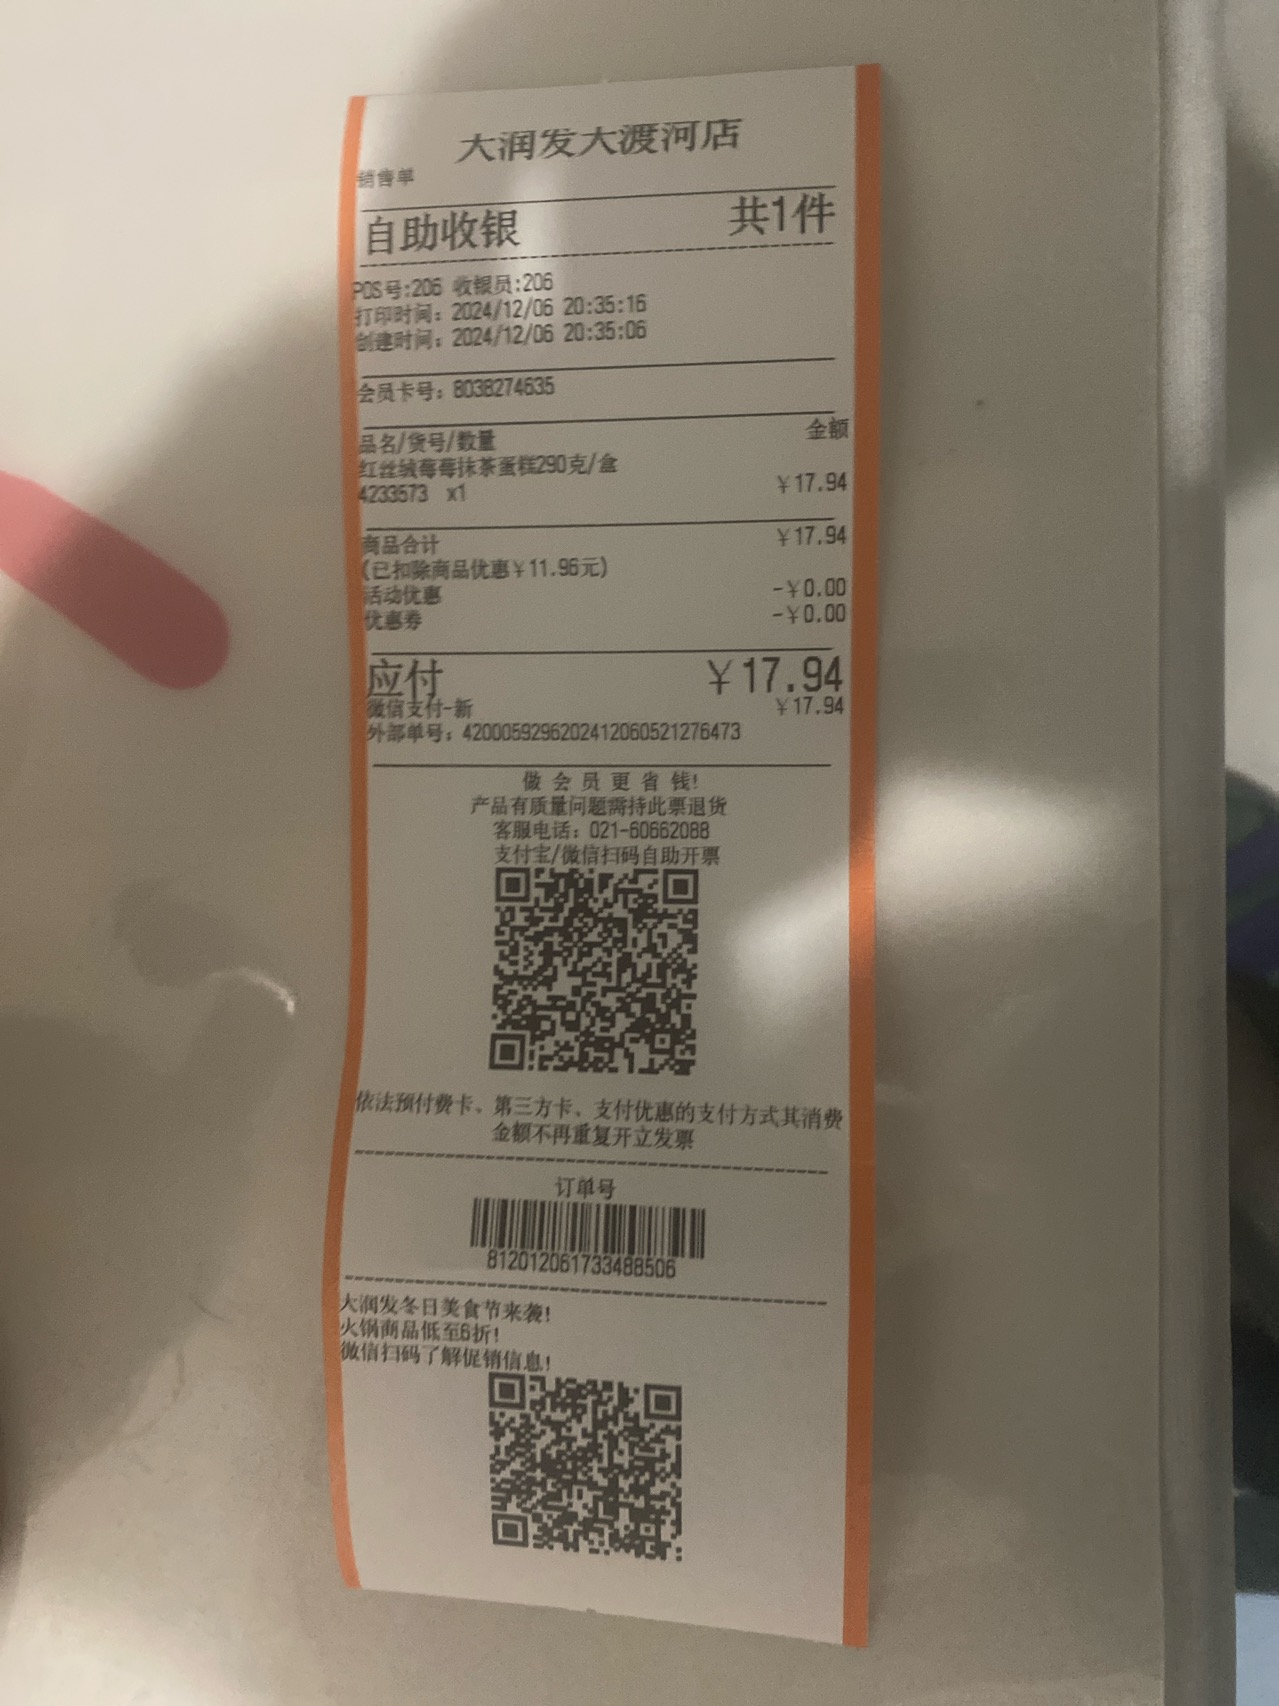 大润发大渡河店
销售单
自助收银 共1件
POS号:206 收银员:206
打印时间：2024/12/06 20:35:16
创建时间：2024/12/06 20:35:06
会员卡号：8038274635
品名/货号/数量 金额
红丝绒莓莓抹茶蛋糕290克/盒
4233573 x1 ￥17.94
商品合计 ￥17.94
(已扣除商品优惠￥11.96元)
活动优惠 -￥0.00
优惠券 -￥0.00
应付 ￥17.94
微信支付-新 ￥17.94
外部单号：4200059296202412060521276473
做 会 员 更 省 钱!
产品有质量问题需持此票退货
客服电话：021-60662088
支付宝/微信扫码自助开票
依法预付费卡、第三方卡、支付优惠的支付方式其消费
金额不再重复开立发票
订单号
812012061733488506
大润发冬日美食节来袭!
火锅商品低至6折!
微信扫码了解促销信息!